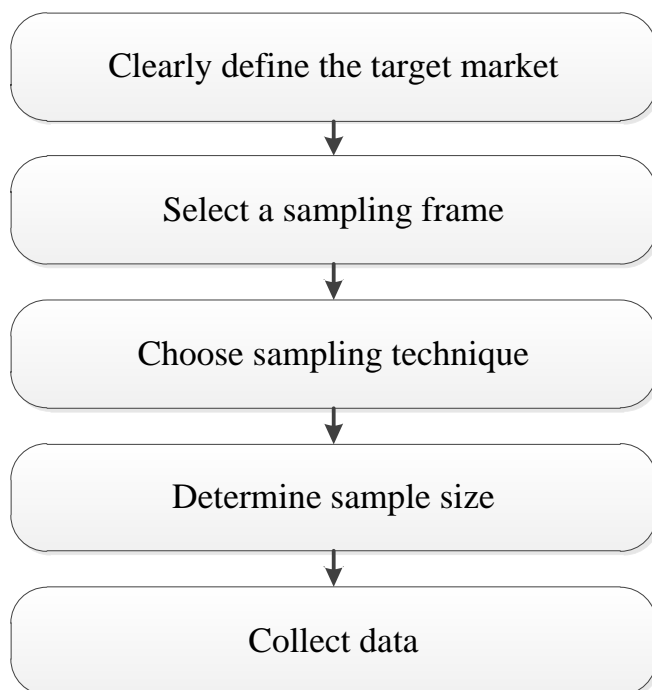 Clearly define the target market
Select a sampling frame
Choose sampling technique
Determine sample size
Collect data